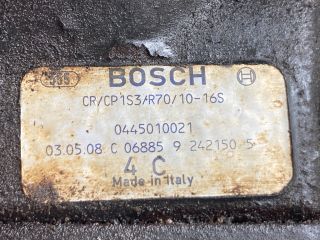 BOSCH
CR/CP1S3/R70/10-16S
0445010021
03.05.08 C 06885 9 242150 5
4 C
Made in Italy